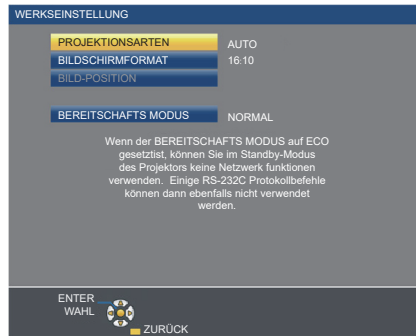 WERKSEINSTELLUNG
PROJEKTIONSARTEN AUTO
BILDSCHIRMFORMAT 16:10
BILD-POSITION
BEREITSCHAFTS MODUS NORMAL
Wenn der BEREITSCHAFTS MODUS auf ECO
gesetztist, können Sie im Standby-Modus
des Projektors keine Netzwerk funktionen
verwenden. Einige RS-232C Protokollbefehle
können dann ebenfalls nicht verwendet
werden.
ENTER
WAHL
ZURÜCK